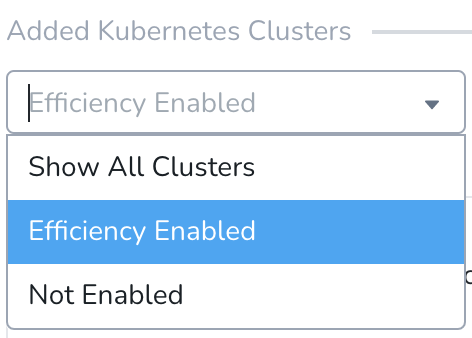 Added Kubernetes Clusters
Efficiency Enabled
Show All Clusters
Efficiency Enabled
Not Enabled